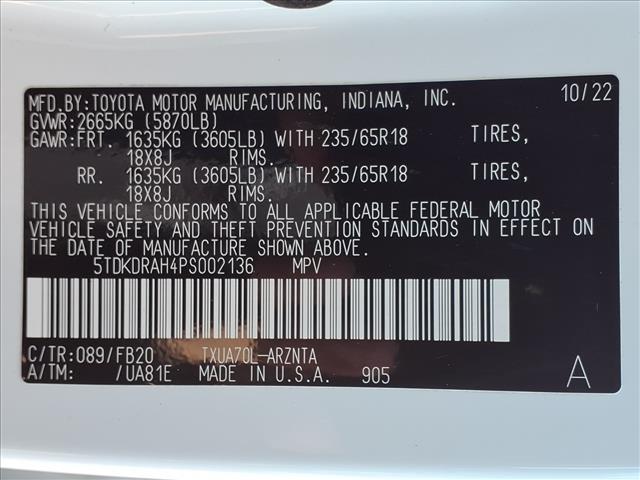 MFD.BY:TOYOTA MOTOR MANUFACTURING, INDIANA, INC. 10/22
GVWR:2665KG (5870LB)
GAWR:FRT. 1635KG (3605LB) WITH 235/65R18 TIRES,
18X8J RIMS.
RR. 1635KG (3605LB) WITH 235/65R18 TIRES,
18X8J RIMS.
THIS VEHICLE CONFORMS TO ALL APPLICABLE FEDERAL MOTOR
VEHICLE SAFETY AND THEFT PREVENTION STANDARDS IN EFFECT ON
THE DATE OF MANUFACTURE SHOWN ABOVE.
5TDKDRAH4PS002136 MPV
C/TR:089/FB20 TXUA70L-ARZNTA
A/TM: /UA81E MADE IN U.S.A. 905 A